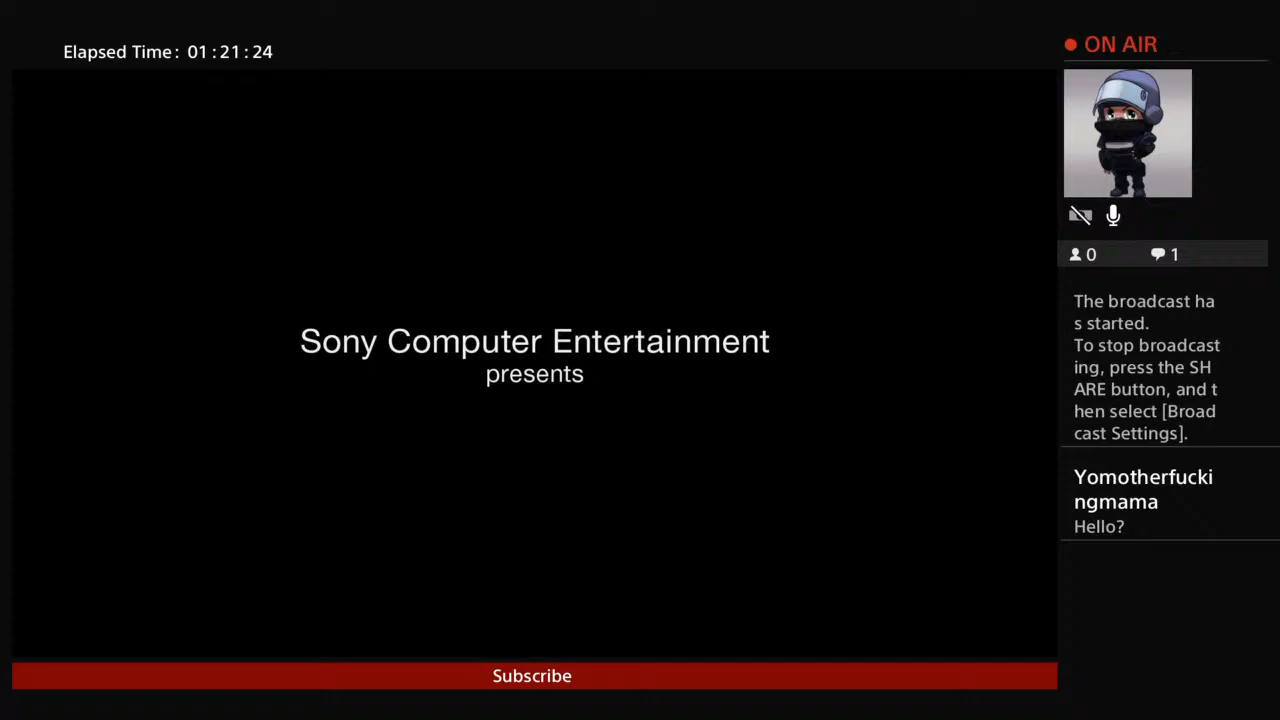 Elapsed Time: 01:21:24
ON AIR
Sony Computer Entertainment
presents
0
1
The broadcast ha
s started.
To stop broadcast
ing, press the SH
ARE button, and t
hen select [Broad
cast Settings].
Yomotherfucki
ngmama
Hello?
Subscribe